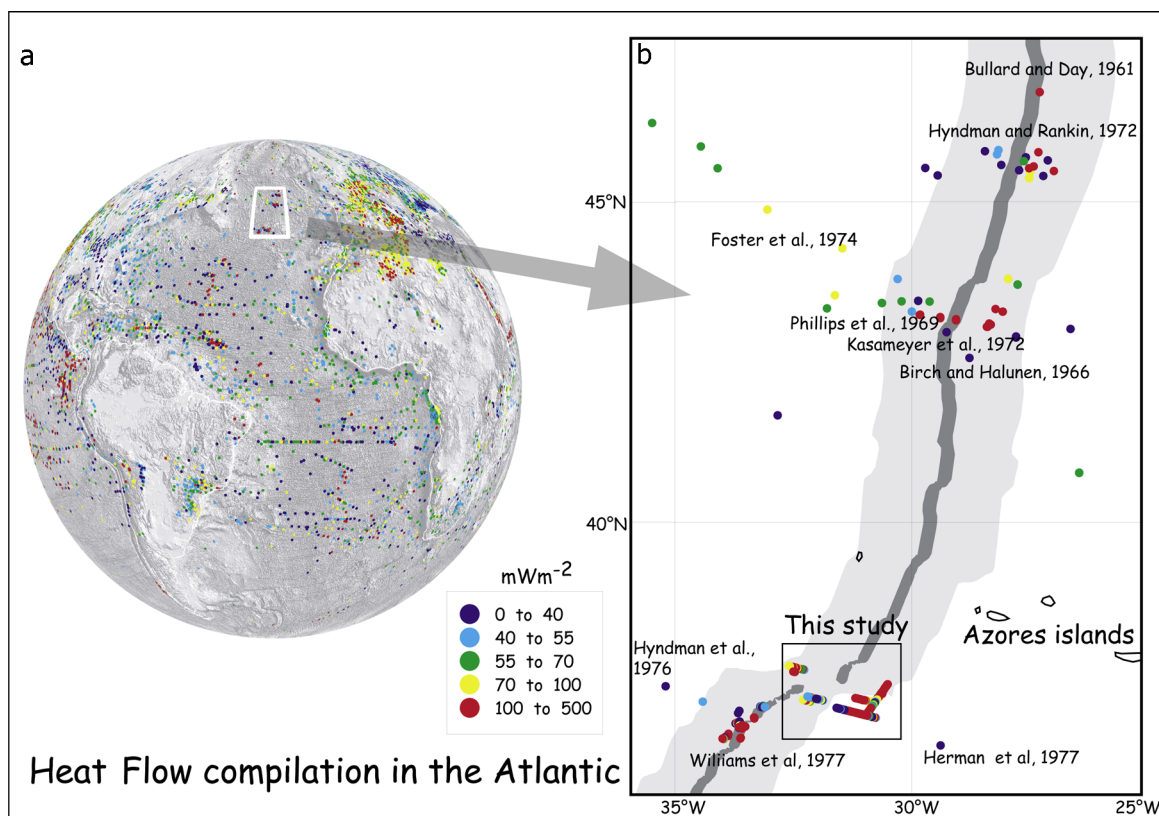 a
mWm-2
0 to 40
40 to 55
55 to 70
70 to 100
100 to 500
Heat Flow compilation in the Atlantic
b
Bullard and Day, 1961
Hyndman and Rankin, 1972
45°N
Foster et al., 1974
Phillips et al., 1969
Kasameyer et al., 1972
Birch and Halunen, 1966
40°N
This study
Azores islands
Hyndman et al.,
1976
Wiliams et al, 1977
Herman et al, 1977
35°W
30°W
25°W